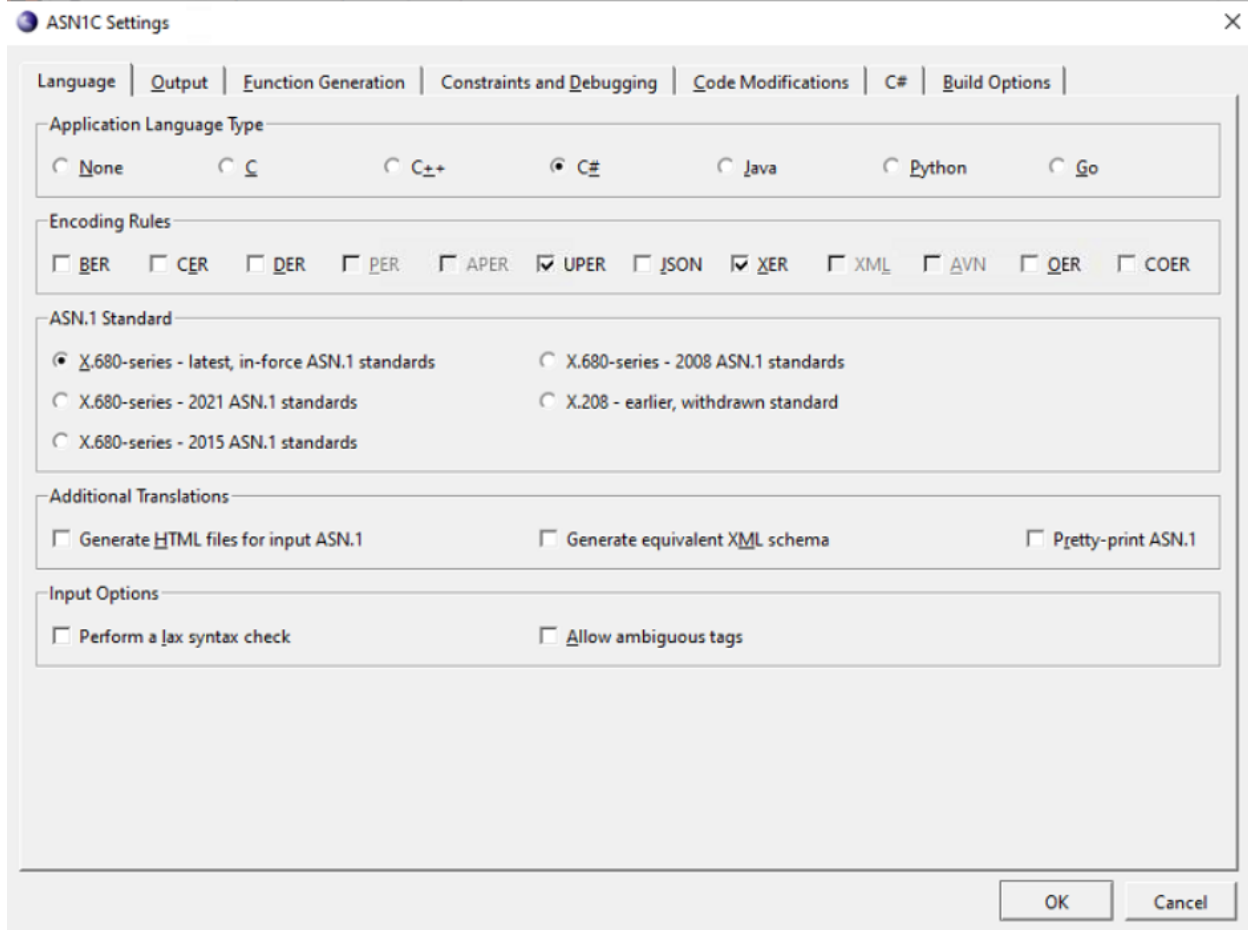 ASN1C Settings
Language Output Function Generation Constraints and Debugging Code Modifications C# Build Options
Application Language Type
None C C++ C# Java Python Go
Encoding Rules
BER CER DER PER APER UPER JSON XER XML AVN OER COER
ASN.1 Standard
X.680-series - latest, in-force ASN.1 standards X.680-series - 2008 ASN.1 standards
X.680-series - 2021 ASN.1 standards X.208 - earlier, withdrawn standard
X.680-series - 2015 ASN.1 standards
Additional Translations
Generate HTML files for input ASN.1 Generate equivalent XML schema Pretty-print ASN.1
Input Options
Perform a lax syntax check Allow ambiguous tags
OK Cancel